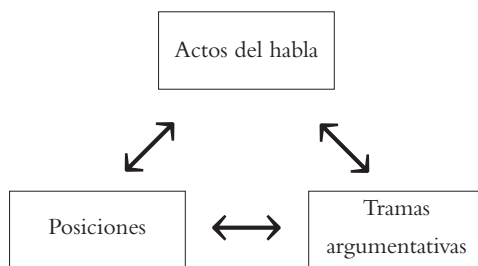 Actos del habla
Posiciones
Tramas
argumentativas